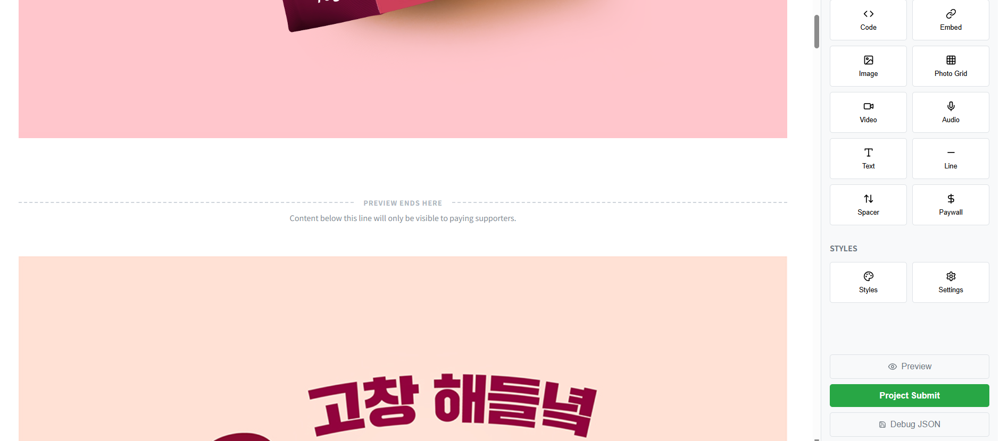 Code
Embed
Image
Photo Grid
Video
Audio
Text
Line
Spacer
Paywall
STYLES
Styles
Settings
Preview
Project Submit
Debug JSON
PREVIEW ENDS HERE
Content below this line will only be visible to paying supporters.
고창 해들녘